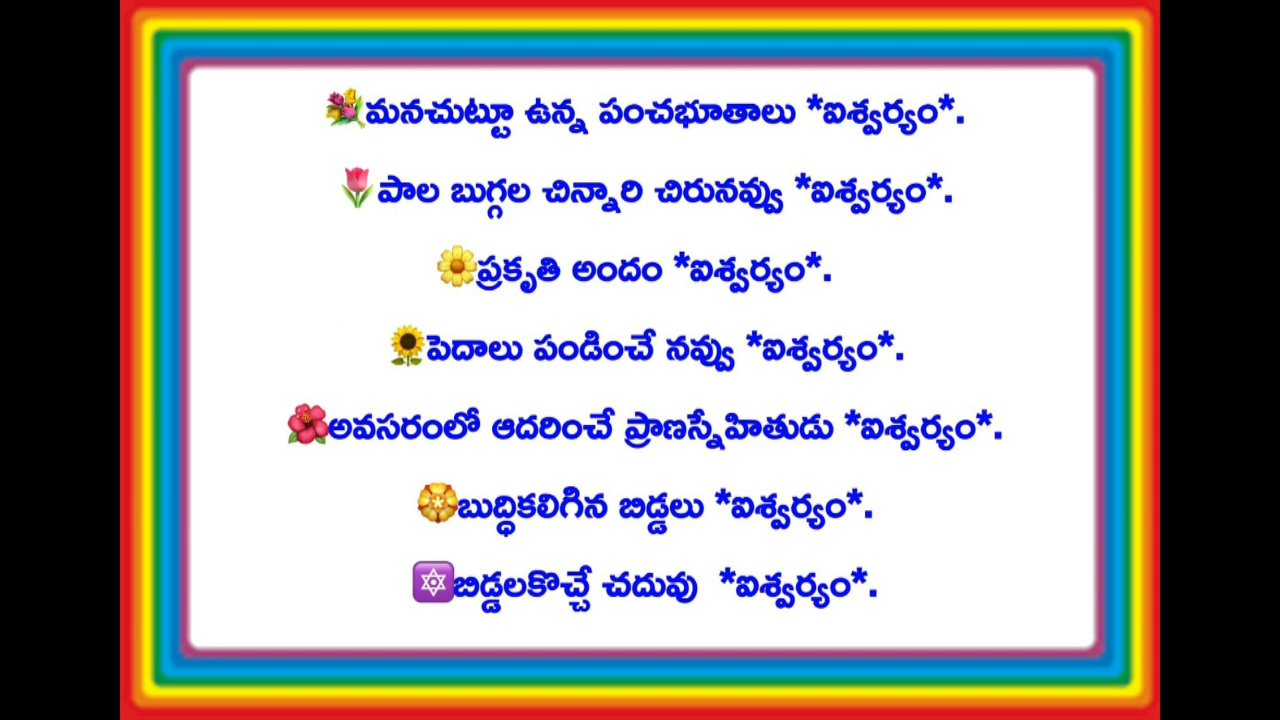 💐మనచుట్టూ ఉన్న పంచభూతాలు *ఐశ్వర్యం*.
🌷పాల బుగ్గల చిన్నారి చిరునవ్వు *ఐశ్వర్యం*.
🌼ప్రకృతి అందం *ఐశ్వర్యం*.
🌻పెదాలు పండించే నవ్వు *ఐశ్వర్యం*.
🌺అవసరంలో ఆదరించే ప్రాణస్నేహితుడు *ఐశ్వర్యం*.
🏵️బుద్ధికలిగిన బిడ్డలు *ఐశ్వర్యం*.
🔯బిడ్డలకొచ్చే చదువు  *ఐశ్వర్యం*.